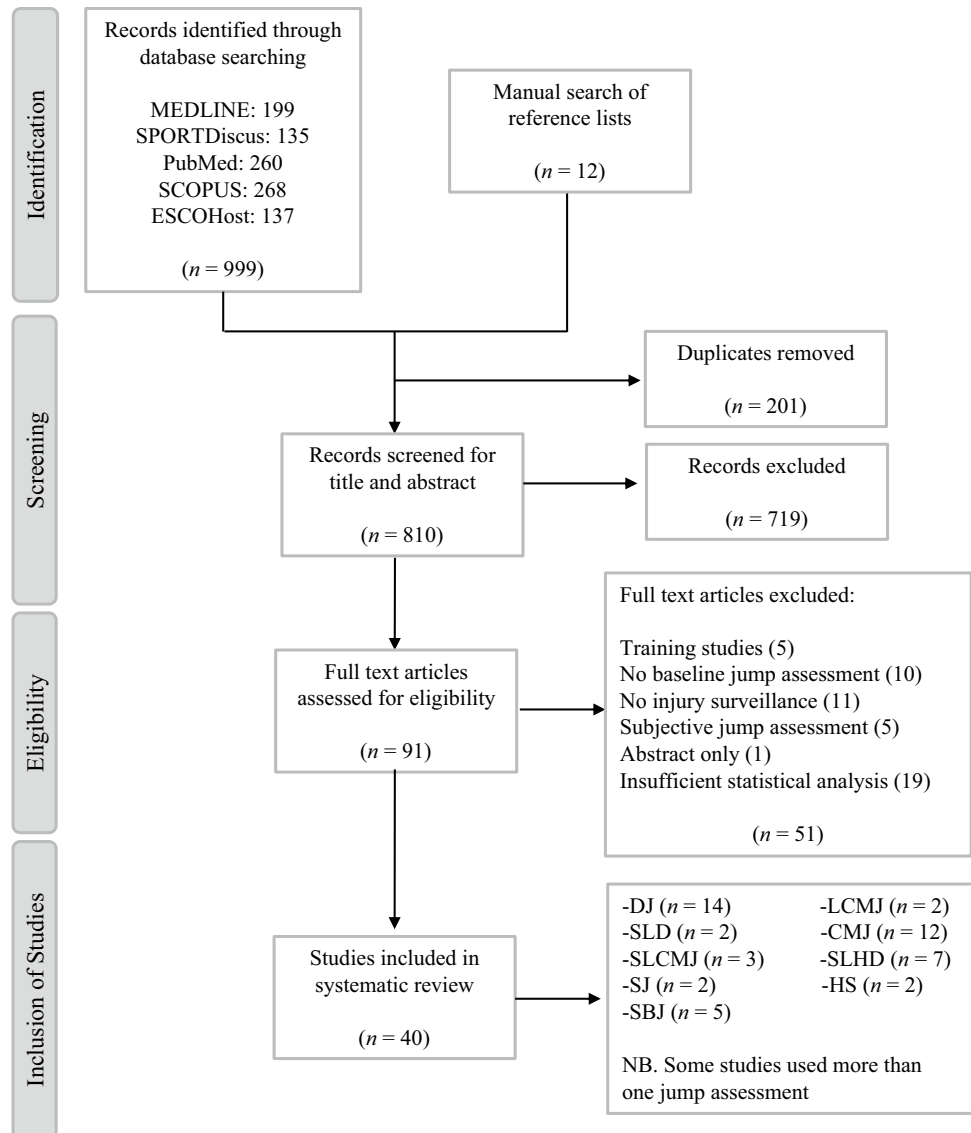 Identification
Records identified through
database searching
MEDLINE: 199
SPORTDiscus: 135
PubMed: 260
SCOPUS: 268
ESCOHost: 137
(n = 999)
Manual search of
reference lists
(n = 12)
Screening
Duplicates removed
(n = 201)
Records screened for
title and abstract
(n = 810)
Records excluded
(n = 719)
Eligibility
Full text articles
assessed for eligibility
(n = 91)
Full text articles excluded:
Training studies (5)
No baseline jump assessment (10)
No injury surveillance (11)
Subjective jump assessment (5)
Abstract only (1)
Insufficient statistical analysis (19)
(n = 51)
Inclusion of Studies
Studies included in
systematic review
(n = 40)
-DJ (n = 14)
-SLD (n = 2)
-SLCMJ (n = 3)
-SJ (n = 2)
-SBJ (n = 5)
-LCMJ (n = 2)
-CMJ (n = 12)
-SLHD (n = 7)
-HS (n = 2)
NB. Some studies used more than
one jump assessment